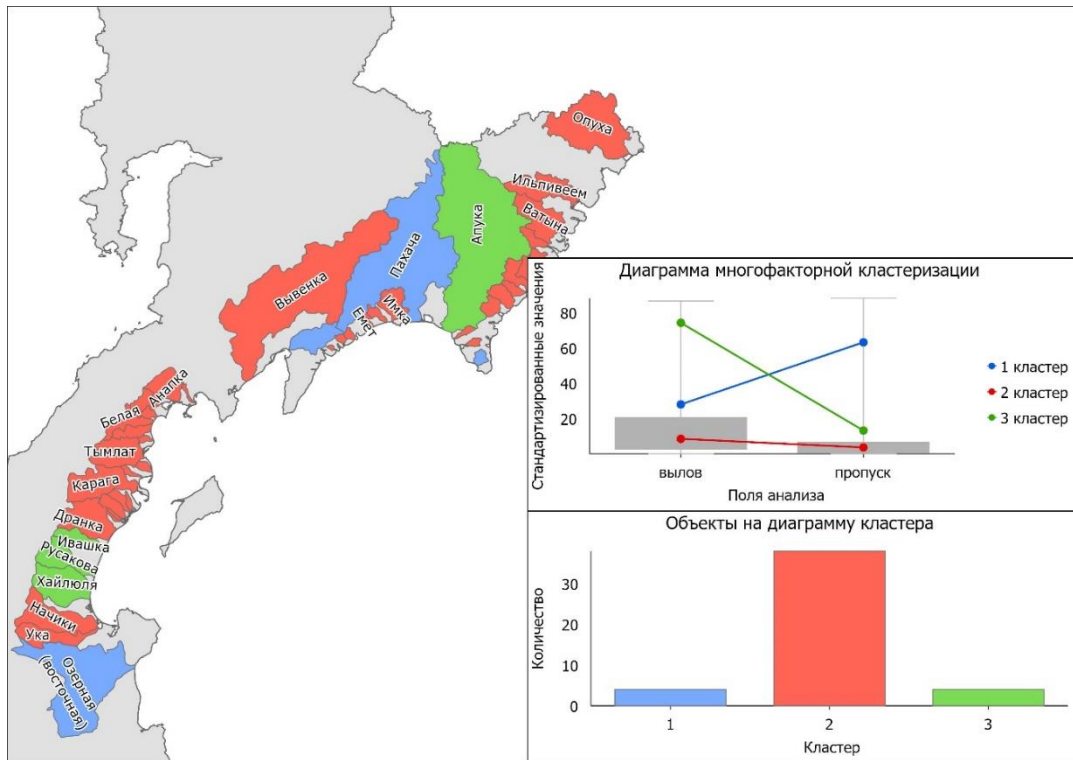 Опуха
Ильпивеем
Ватына
Апука
Пахача
Вывенка
Имка
Емет
Анапка
Белая
Тымлат
Карага
Дранка
Ивашка
Русакова
Хайлюля
Начики
Ука
Озерная
(восточная)
Диаграмма многофакторной кластеризации
Стандартизированные значения
80
60
40
20
вылов
пропуск
Поля анализа
1 кластер
2 кластер
3 кластер
Объекты на диаграмму кластера
Количество
30
20
10
0
1
2
3
Кластер